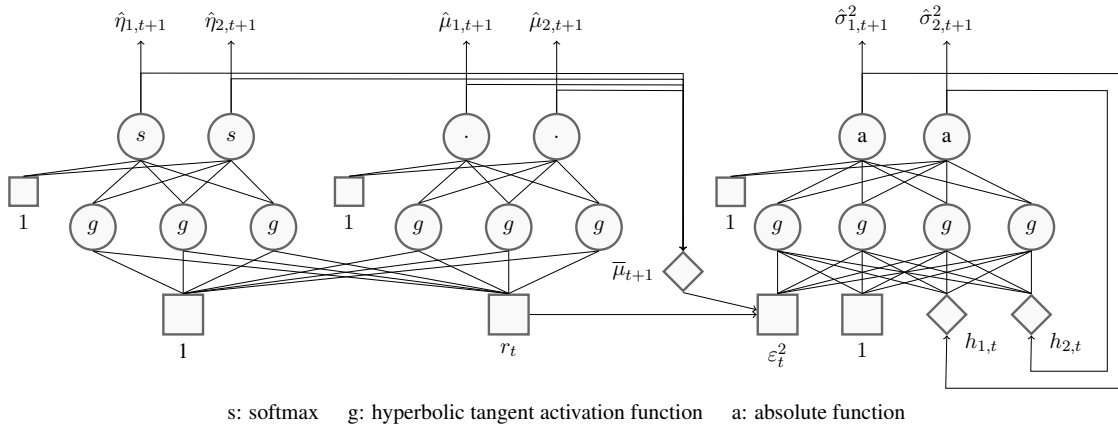 η̂₁,ₜ₊₁ η̂₂,ₜ₊₁ μ̂₁,ₜ₊₁ μ̂₂,ₜ₊₁ σ̂²₁,ₜ₊₁ σ̂²₂,ₜ₊₁
s s · · a a
1 1 1
g g g g g g g g g g
μ̅ₜ₊₁
1 rₜ εₜ² 1 h₁,ₜ h₂,ₜ
s: softmax g: hyperbolic tangent activation function a: absolute function